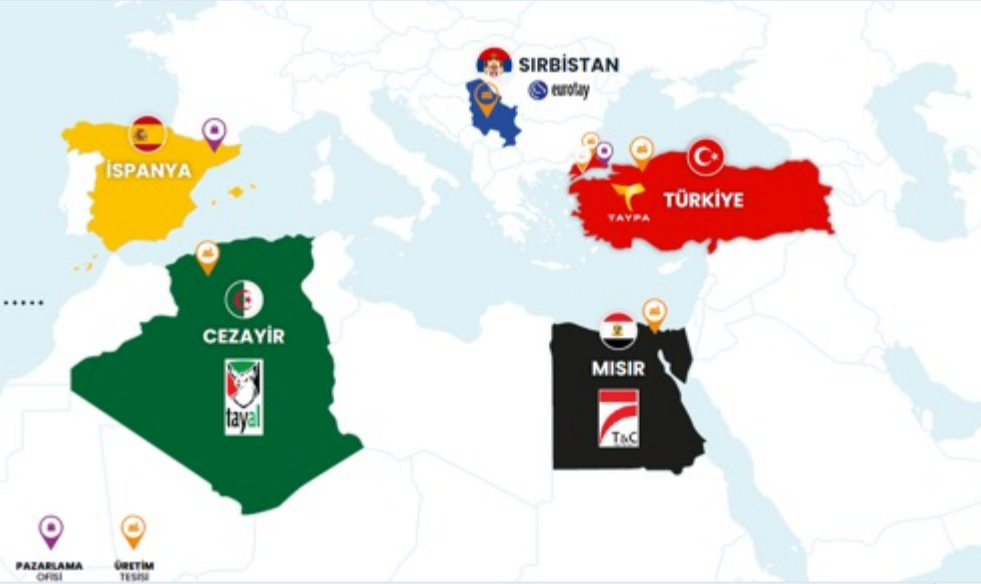 SIRBİSTAN
eurotay
İSPANYA
TÜRKİYE
TAYPA
CEZAYİR
tayal
MISIR
T&C
PAZARLAMA
OFİSİ
ÜRETİM
TESİSİ